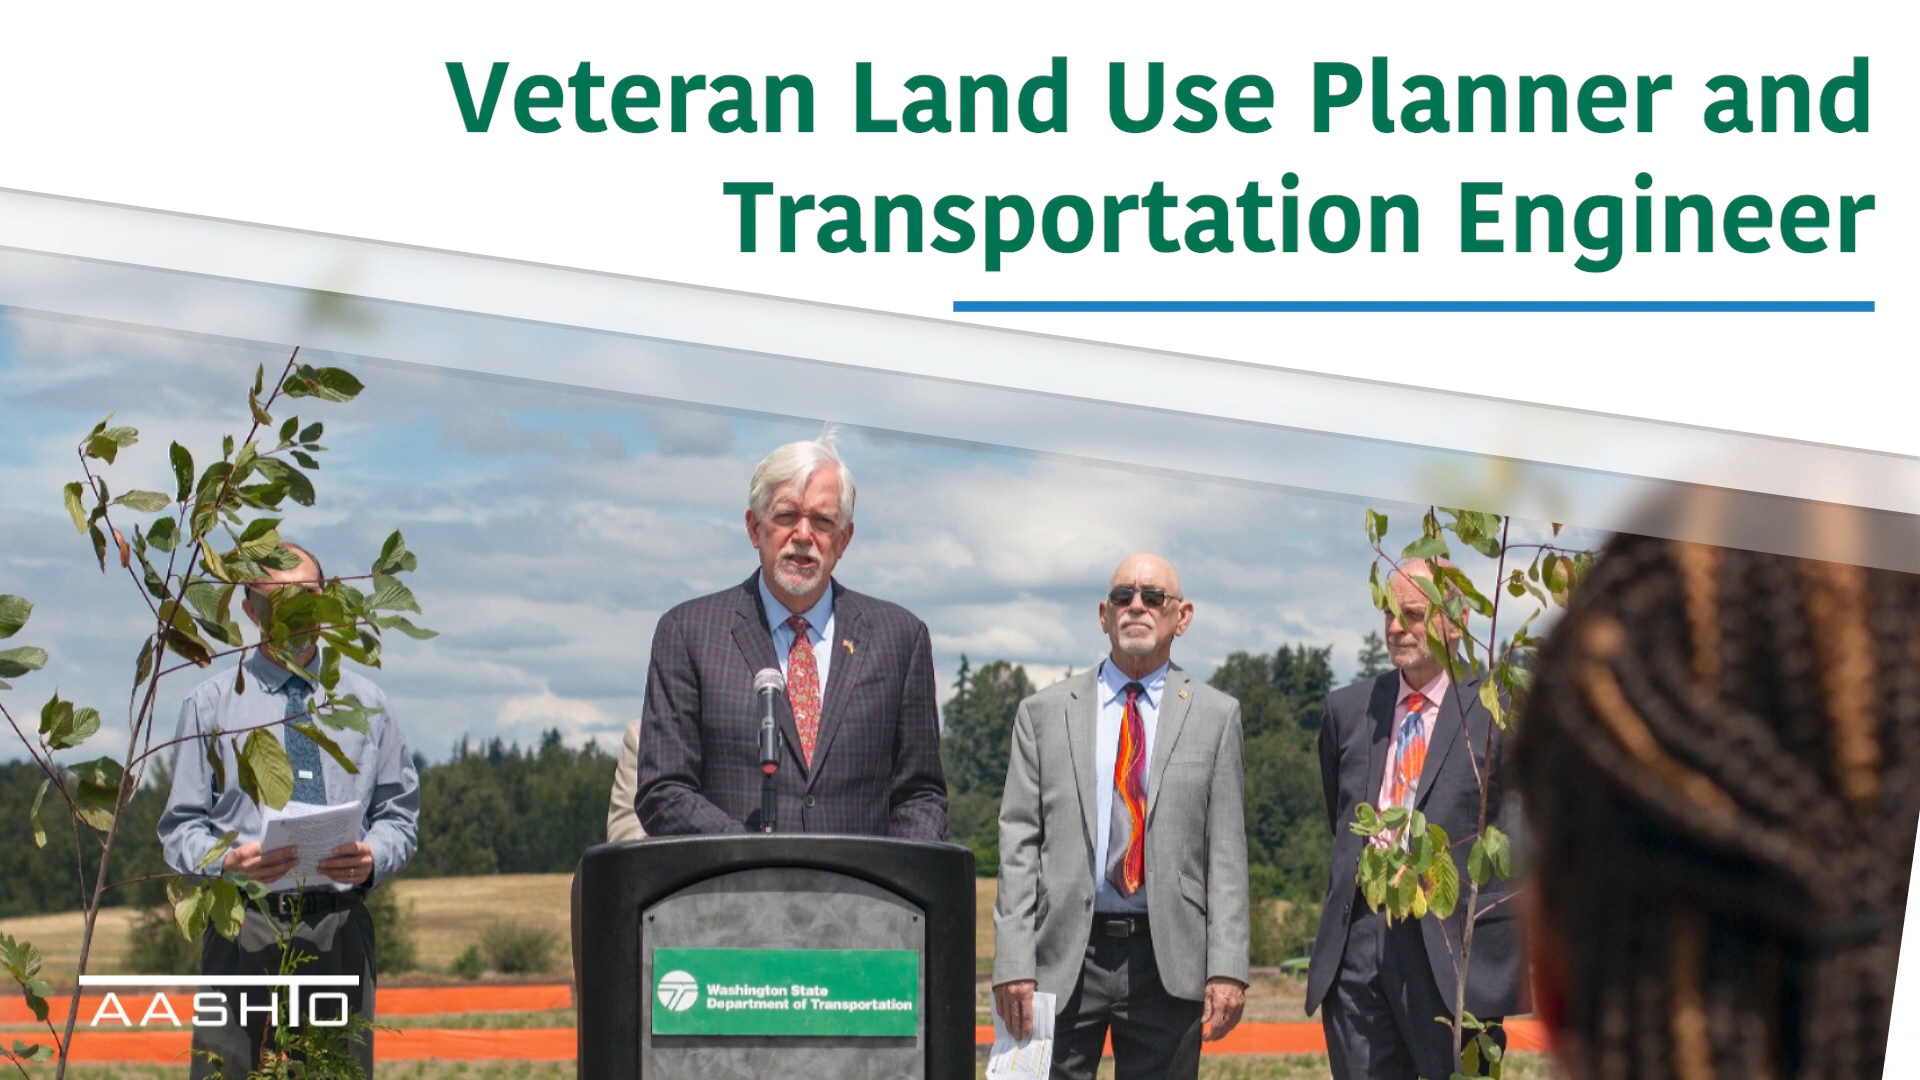 Veteran Land Use Planner and
Transportation Engineer
Washington State
Department of Transportation
AASHTO